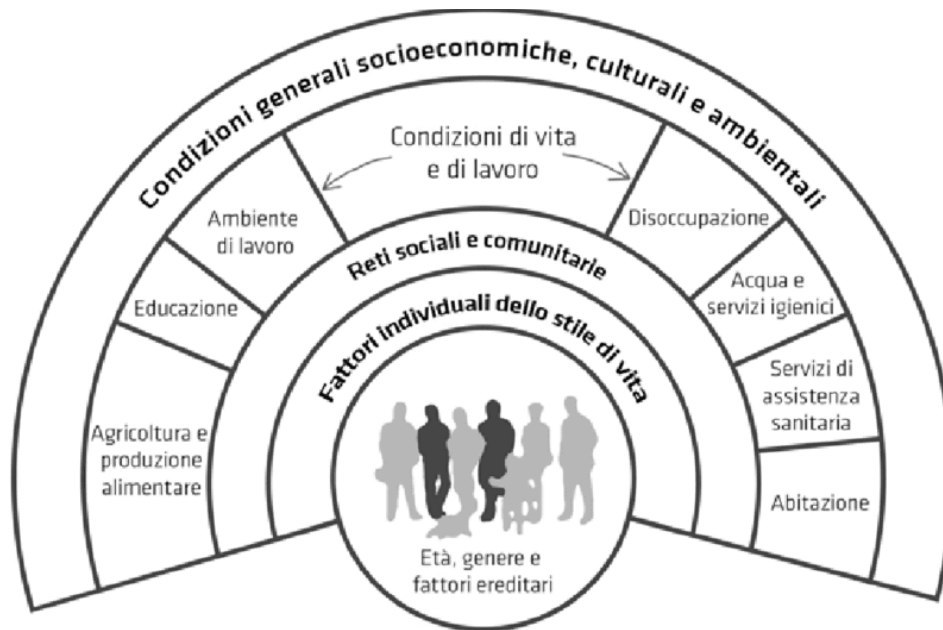 Condizioni generali socioeconomiche, culturali e ambientali
Condizioni di vita
e di lavoro
Agricoltura e
produzione
alimentare
Educazione
Ambiente
di lavoro
Disoccupazione
Acqua e
servizi igienici
Servizi di
assistenza
sanitaria
Abitazione
Reti sociali e comunitarie
Fattori individuali dello stile di vita
Età, genere e
fattori ereditari